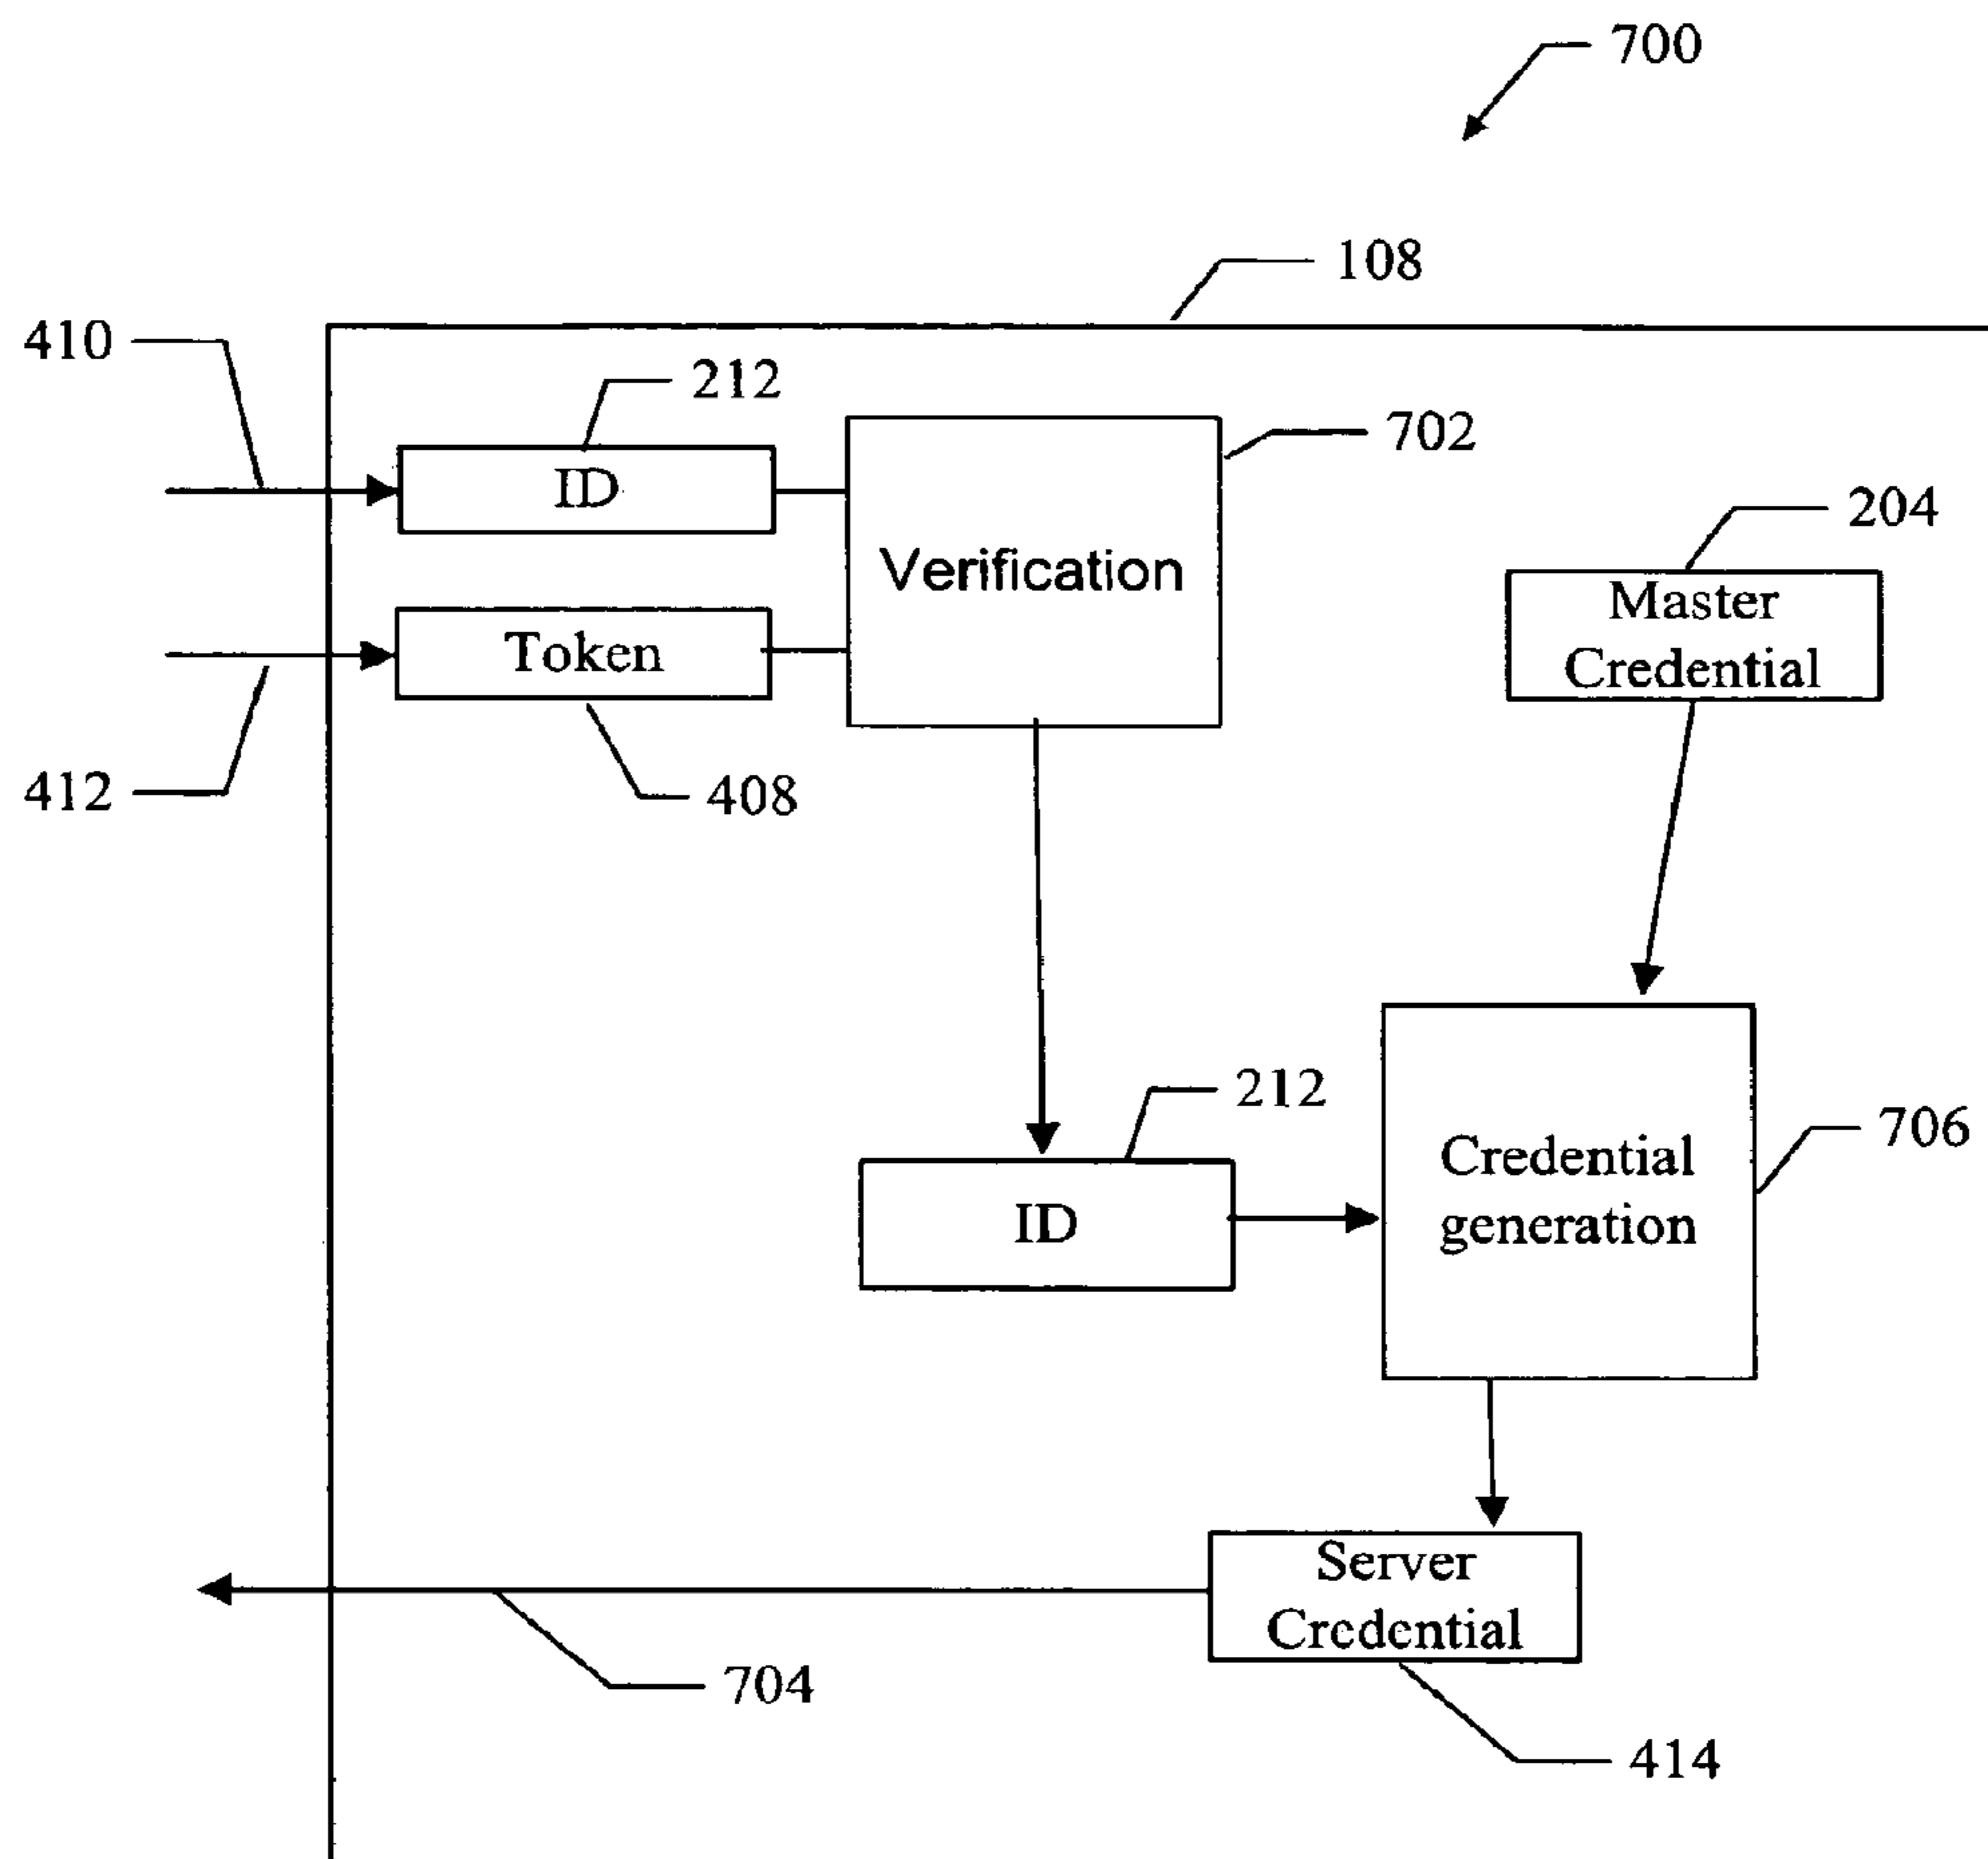 700
108
410
212
702
ID
204
Verification
Master
Credential
Token
412
408
212
706
Credential
generation
ID
Server
Credential
704
414